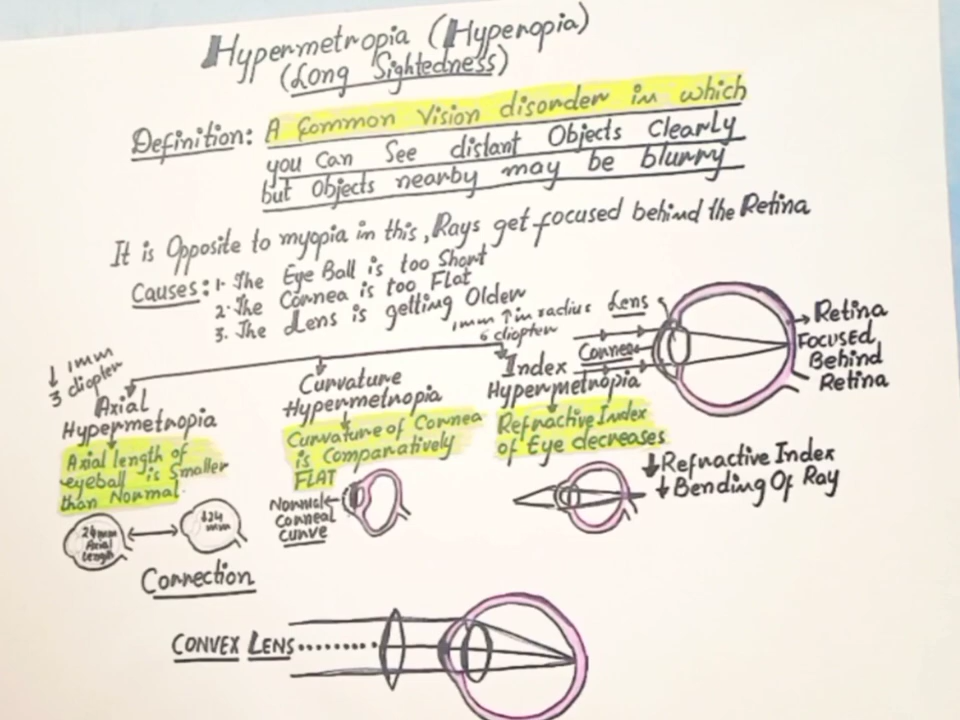 Hypermetropia (Hyperopia)
(Long Sightedness)
Definition: A Common Vision disorder in which
you Can See distant Objects Clearly
but Objects nearby may be blurry
It is Opposite to myopia in this, Rays get focused behind the Retina
Causes: 1. The Eye Ball is too Short
2. The Cornea is too Flat
3. The Lens is getting Older
1mm ↑ in radius
6 diopter
Lens
Cornea
Retina
Focused
Behind
Retina
↓ 1mm
3 diopter
Axial
Hypermetropia
Axial length of
eyeball is Smaller
than Normal.
24mm
Axial
Length
↓24
mm
Curvature
Hypermetropia
Curvature of Cornea
is Comparatively
FLAT
Normal
Corneal
Curve
Index
Hypermetropia
Refractive Index
of Eye decreases
↓Refractive Index
↓Bending Of Ray
Correction
CONVEX LENS